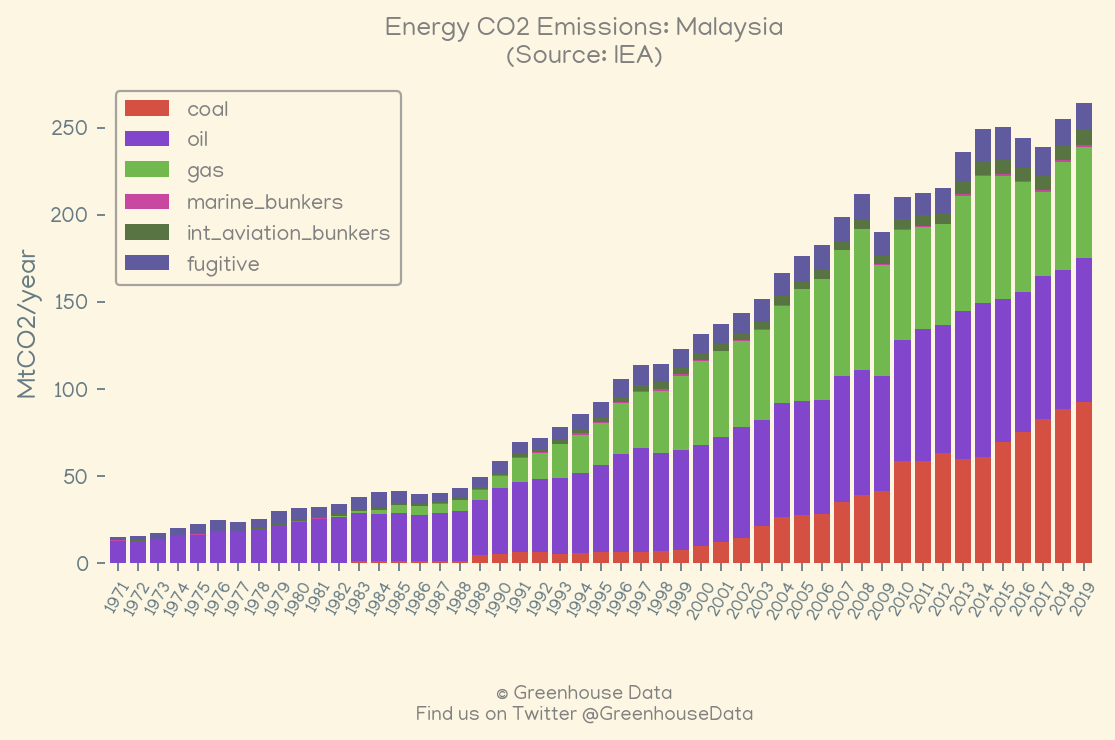 Energy CO2 Emissions: Malaysia
(Source: IEA)
coal
oil
gas
marine_bunkers
int_aviation_bunkers
fugitive
MtCO2/year
250
200
150
100
50
0
1971 1972 1973 1974 1975 1976 1977 1978 1979 1980 1981 1982 1983 1984 1985 1986 1987 1988 1989 1990 1991 1992 1993 1994 1995 1996 1997 1998 1999 2000 2001 2002 2003 2004 2005 2006 2007 2008 2009 2010 2011 2012 2013 2014 2015 2016 2017 2018 2019
© Greenhouse Data
Find us on Twitter @GreenhouseData